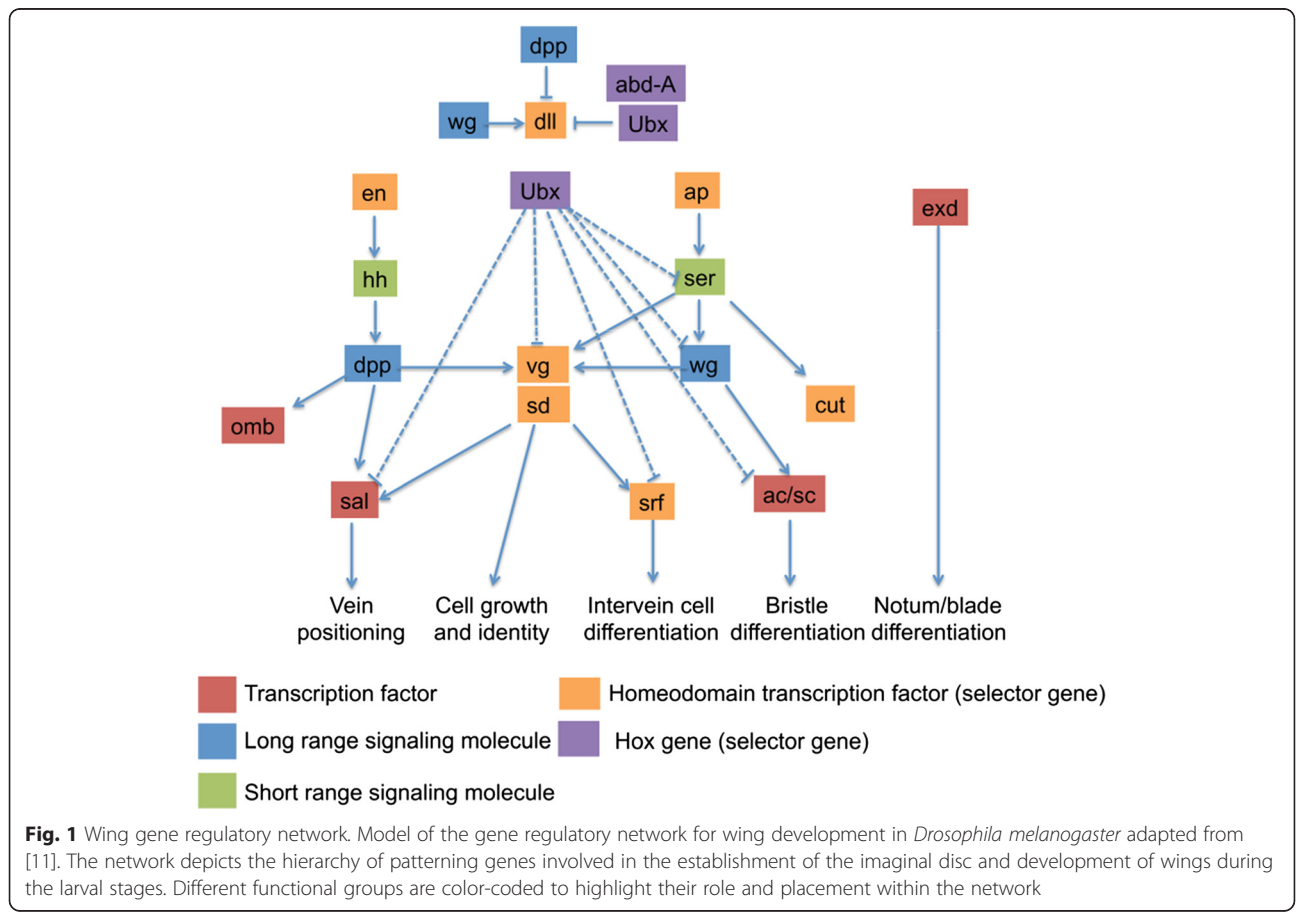 dpp
abd-A
wg
dll
Ubx
en
Ubx
ap
exd
hh
ser
dpp
vg
wg
sd
cut
omb
sal
srf
ac/sc
Vein
positioning
Cell growth
and identity
Intervein cell
differentiation
Bristle
differentiation
Notum/blade
differentiation
Transcription factor
Homeodomain transcription factor (selector gene)
Long range signaling molecule
Hox gene (selector gene)
Short range signaling molecule
Fig. 1 Wing gene regulatory network. Model of the gene regulatory network for wing development in Drosophila melanogaster adapted from
[11]. The network depicts the hierarchy of patterning genes involved in the establishment of the imaginal disc and development of wings during
the larval stages. Different functional groups are color-coded to highlight their role and placement within the network